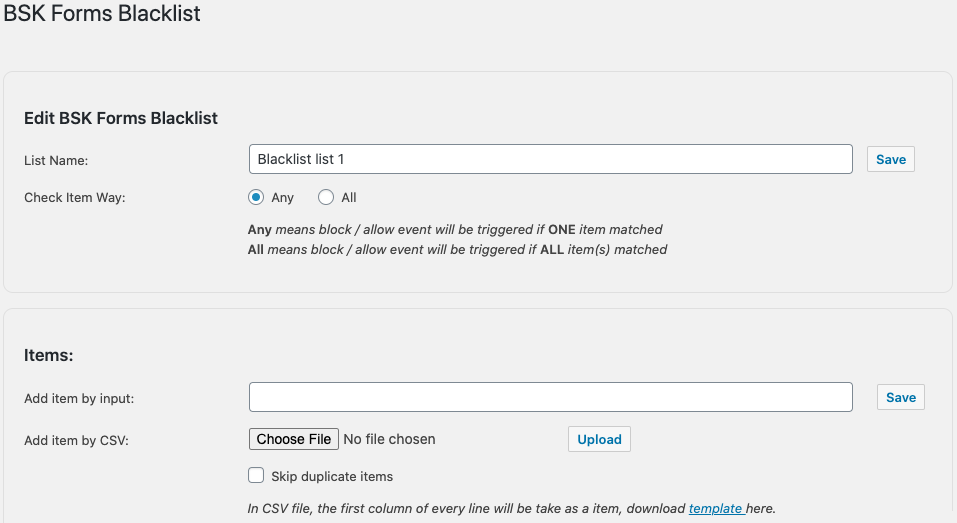 BSK Forms Blacklist
Edit BSK Forms Blacklist
List Name: Blacklist list 1 Save
Check Item Way: Any All
Any means block / allow event will be triggered if ONE item matched
All means block / allow event will be triggered if ALL item(s) matched
Items:
Add item by input: Save
Add item by CSV: Choose File No file chosen Upload
Skip duplicate items
In CSV file, the first column of every line will be take as a item, download template here.